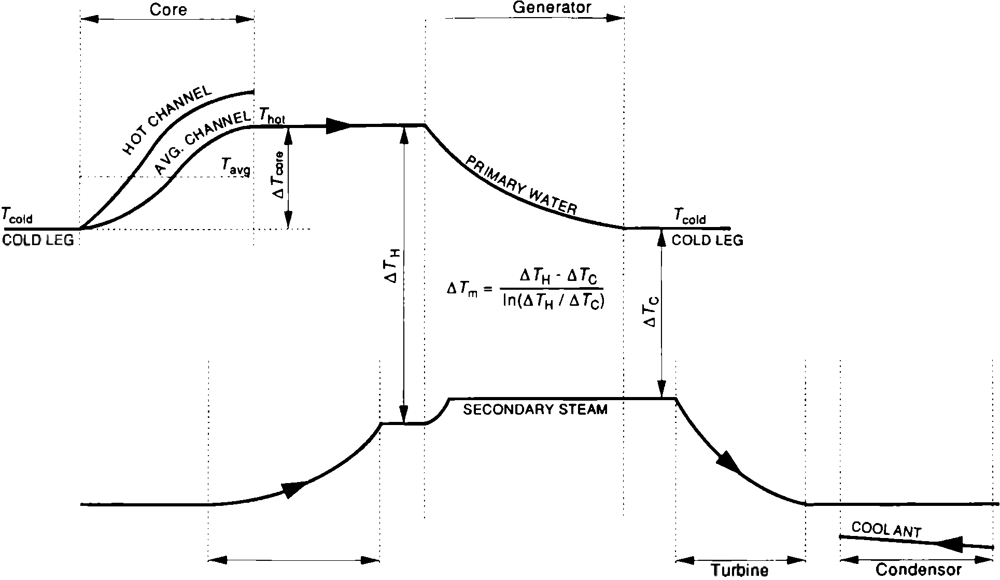 Core
Generator
HOT CHANNEL
AVG. CHANNEL
T_hot
T_avg
ΔT_core
T_cold
COLD LEG
PRIMARY WATER
T_cold
COLD LEG
ΔT_H
ΔT_m = (ΔT_H - ΔT_C) / ln(ΔT_H / ΔT_C)
ΔT_C
SECONDARY STEAM
COOLANT
Turbine
Condensor